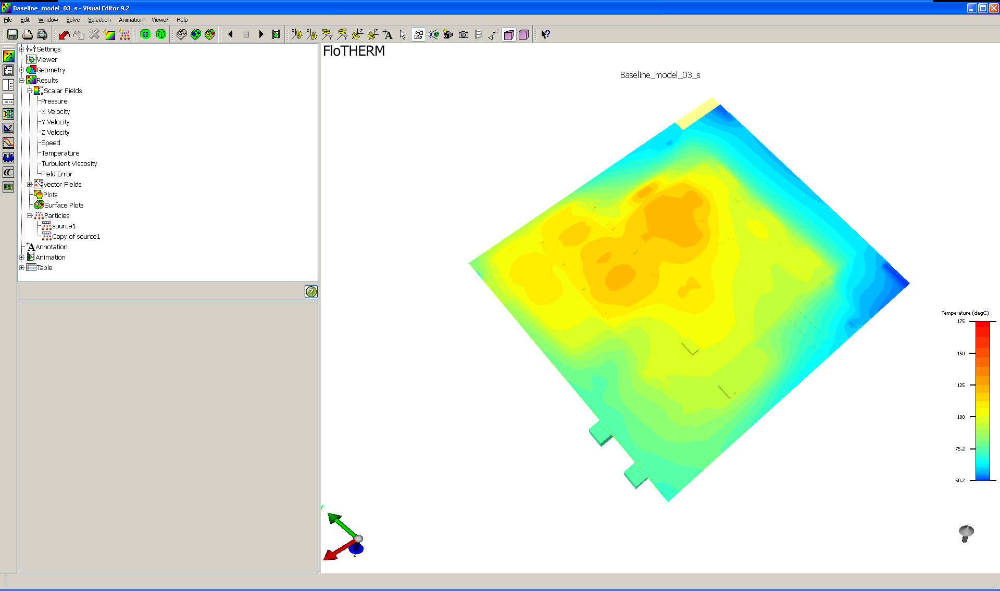 Baseline_model_03_s - Visual Editor 9.2
File Edit Window Solve Selection Animation Viewer Help
Settings
Viewer
Geometry
Results
Scalar Fields
Pressure
X Velocity
Y Velocity
Z Velocity
Speed
Temperature
Turbulent Viscosity
Field Error
Vector Fields
Plots
Surface Plots
Particles
source1
Copy of source1
Annotation
Animation
Table
FloTHERM
Baseline_model_03_s
Temperature (degC)
175
150
125
100
75.2
50.2
Y
Z